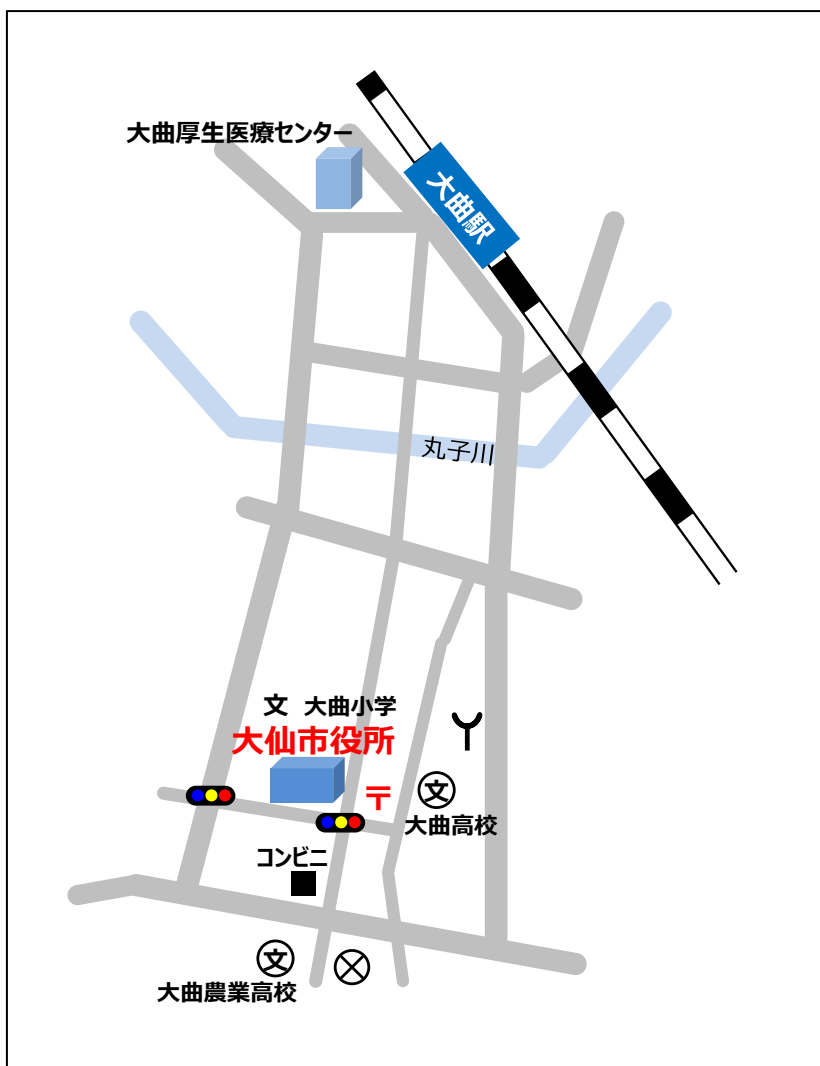 大曲厚生医療センター
大曲駅
丸子川
文 大曲小学
大仙市役所
〒
文
大曲高校
コンビニ
文
大曲農業高校